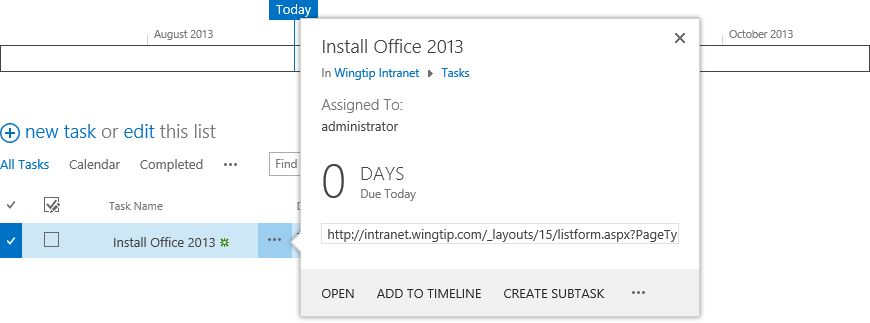 Today
August 2013
October 2013
Install Office 2013
In Wingtip Intranet Tasks
Assigned To:
administrator
0 DAYS
Due Today
http://intranet.wingtip.com/_layouts/15/listform.aspx?PageTy
OPEN ADD TO TIMELINE CREATE SUBTASK ...
new task or edit this list
All Tasks Calendar Completed ... Find
Task Name D
Install Office 2013 ...